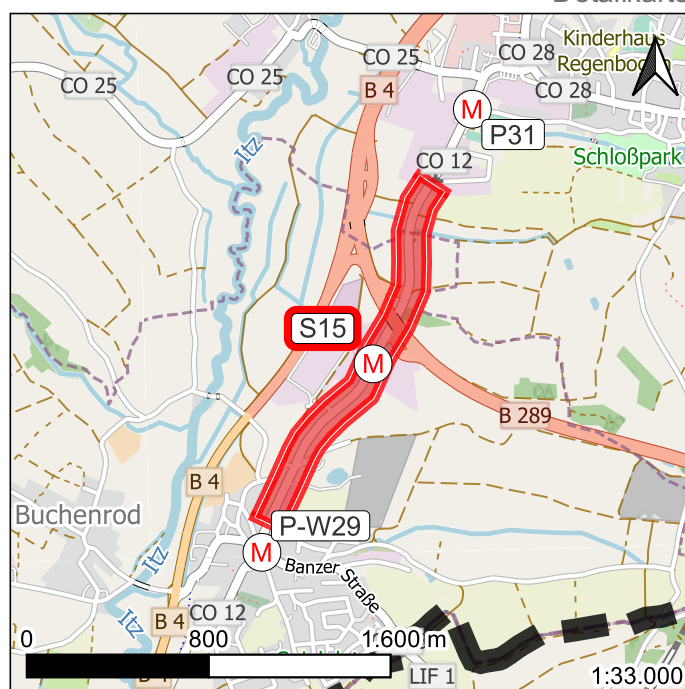 CO 25
CO 25
CO 25
CO 28
Kinderhaus
Regenbogen
B 4
CO 28
M
P31
Itz
Schloßpark
CO 12
S15
M
B 289
B 4
Buchenrod
P-W29
M
Itz
Banzer Straße
Itz
B 4
CO 12
0
800
1.600 m
B 4
LIF 1
1:33.000